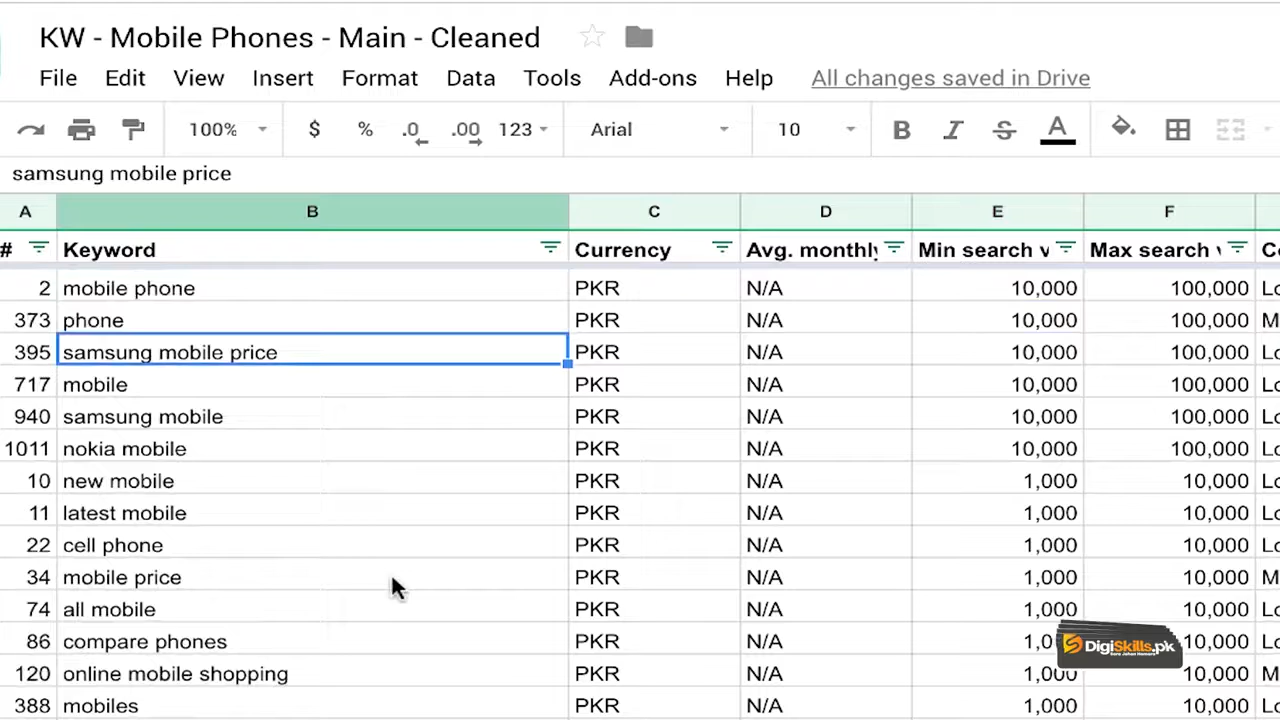 KW - Mobile Phones - Main - Cleaned
File Edit View Insert Format Data Tools Add-ons Help All changes saved in Drive
100% $ % .0 .00 123 Arial 10 B I S A
samsung mobile price
A B C D E F
# Keyword Currency Avg. monthly Min search Max search
2 mobile phone PKR N/A 10,000 100,000
373 phone PKR N/A 10,000 100,000
395 samsung mobile price PKR N/A 10,000 100,000
717 mobile PKR N/A 10,000 100,000
940 samsung mobile PKR N/A 10,000 100,000
1011 nokia mobile PKR N/A 10,000 100,000
10 new mobile PKR N/A 1,000 10,000
11 latest mobile PKR N/A 1,000 10,000
22 cell phone PKR N/A 1,000 10,000
34 mobile price PKR N/A 1,000 10,000
74 all mobile PKR N/A 1,000 10,000
86 compare phones PKR N/A 10,000
DigiSkills.pk
120 online mobile shopping PKR N/A 1,000 10,000
388 mobiles PKR N/A 1,000 10,000